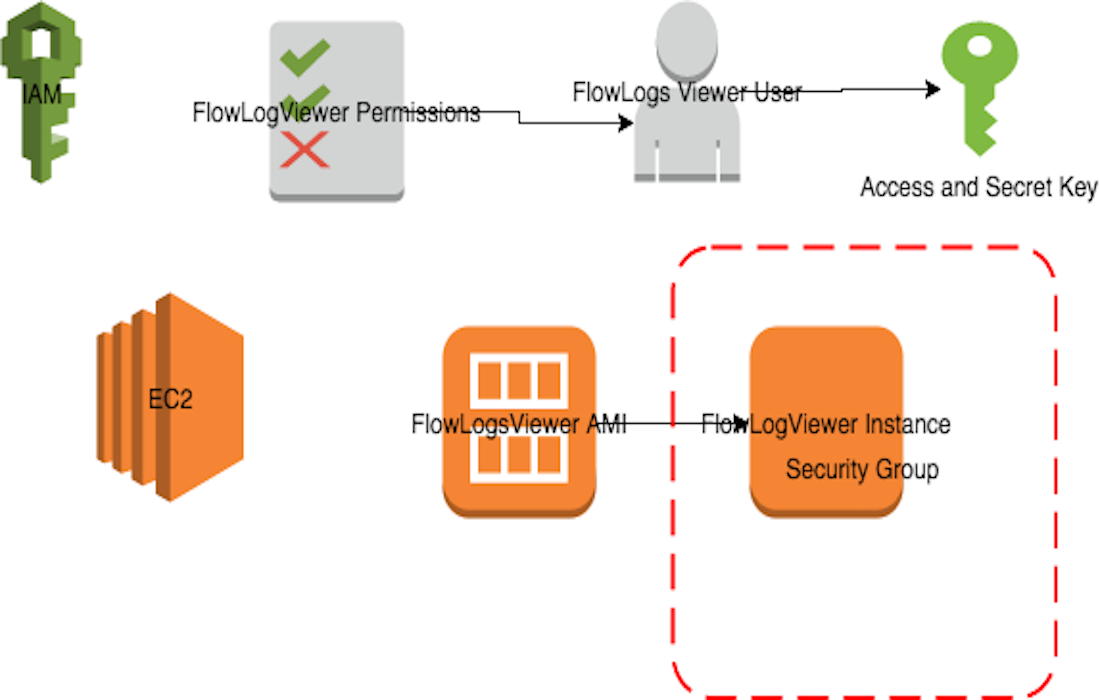 IAM
FlowLogViewer Permissions
FlowLogs Viewer User
Access and Secret Key
EC2
FlowLogsViewer AMI
FlowLogViewer Instance
Security Group